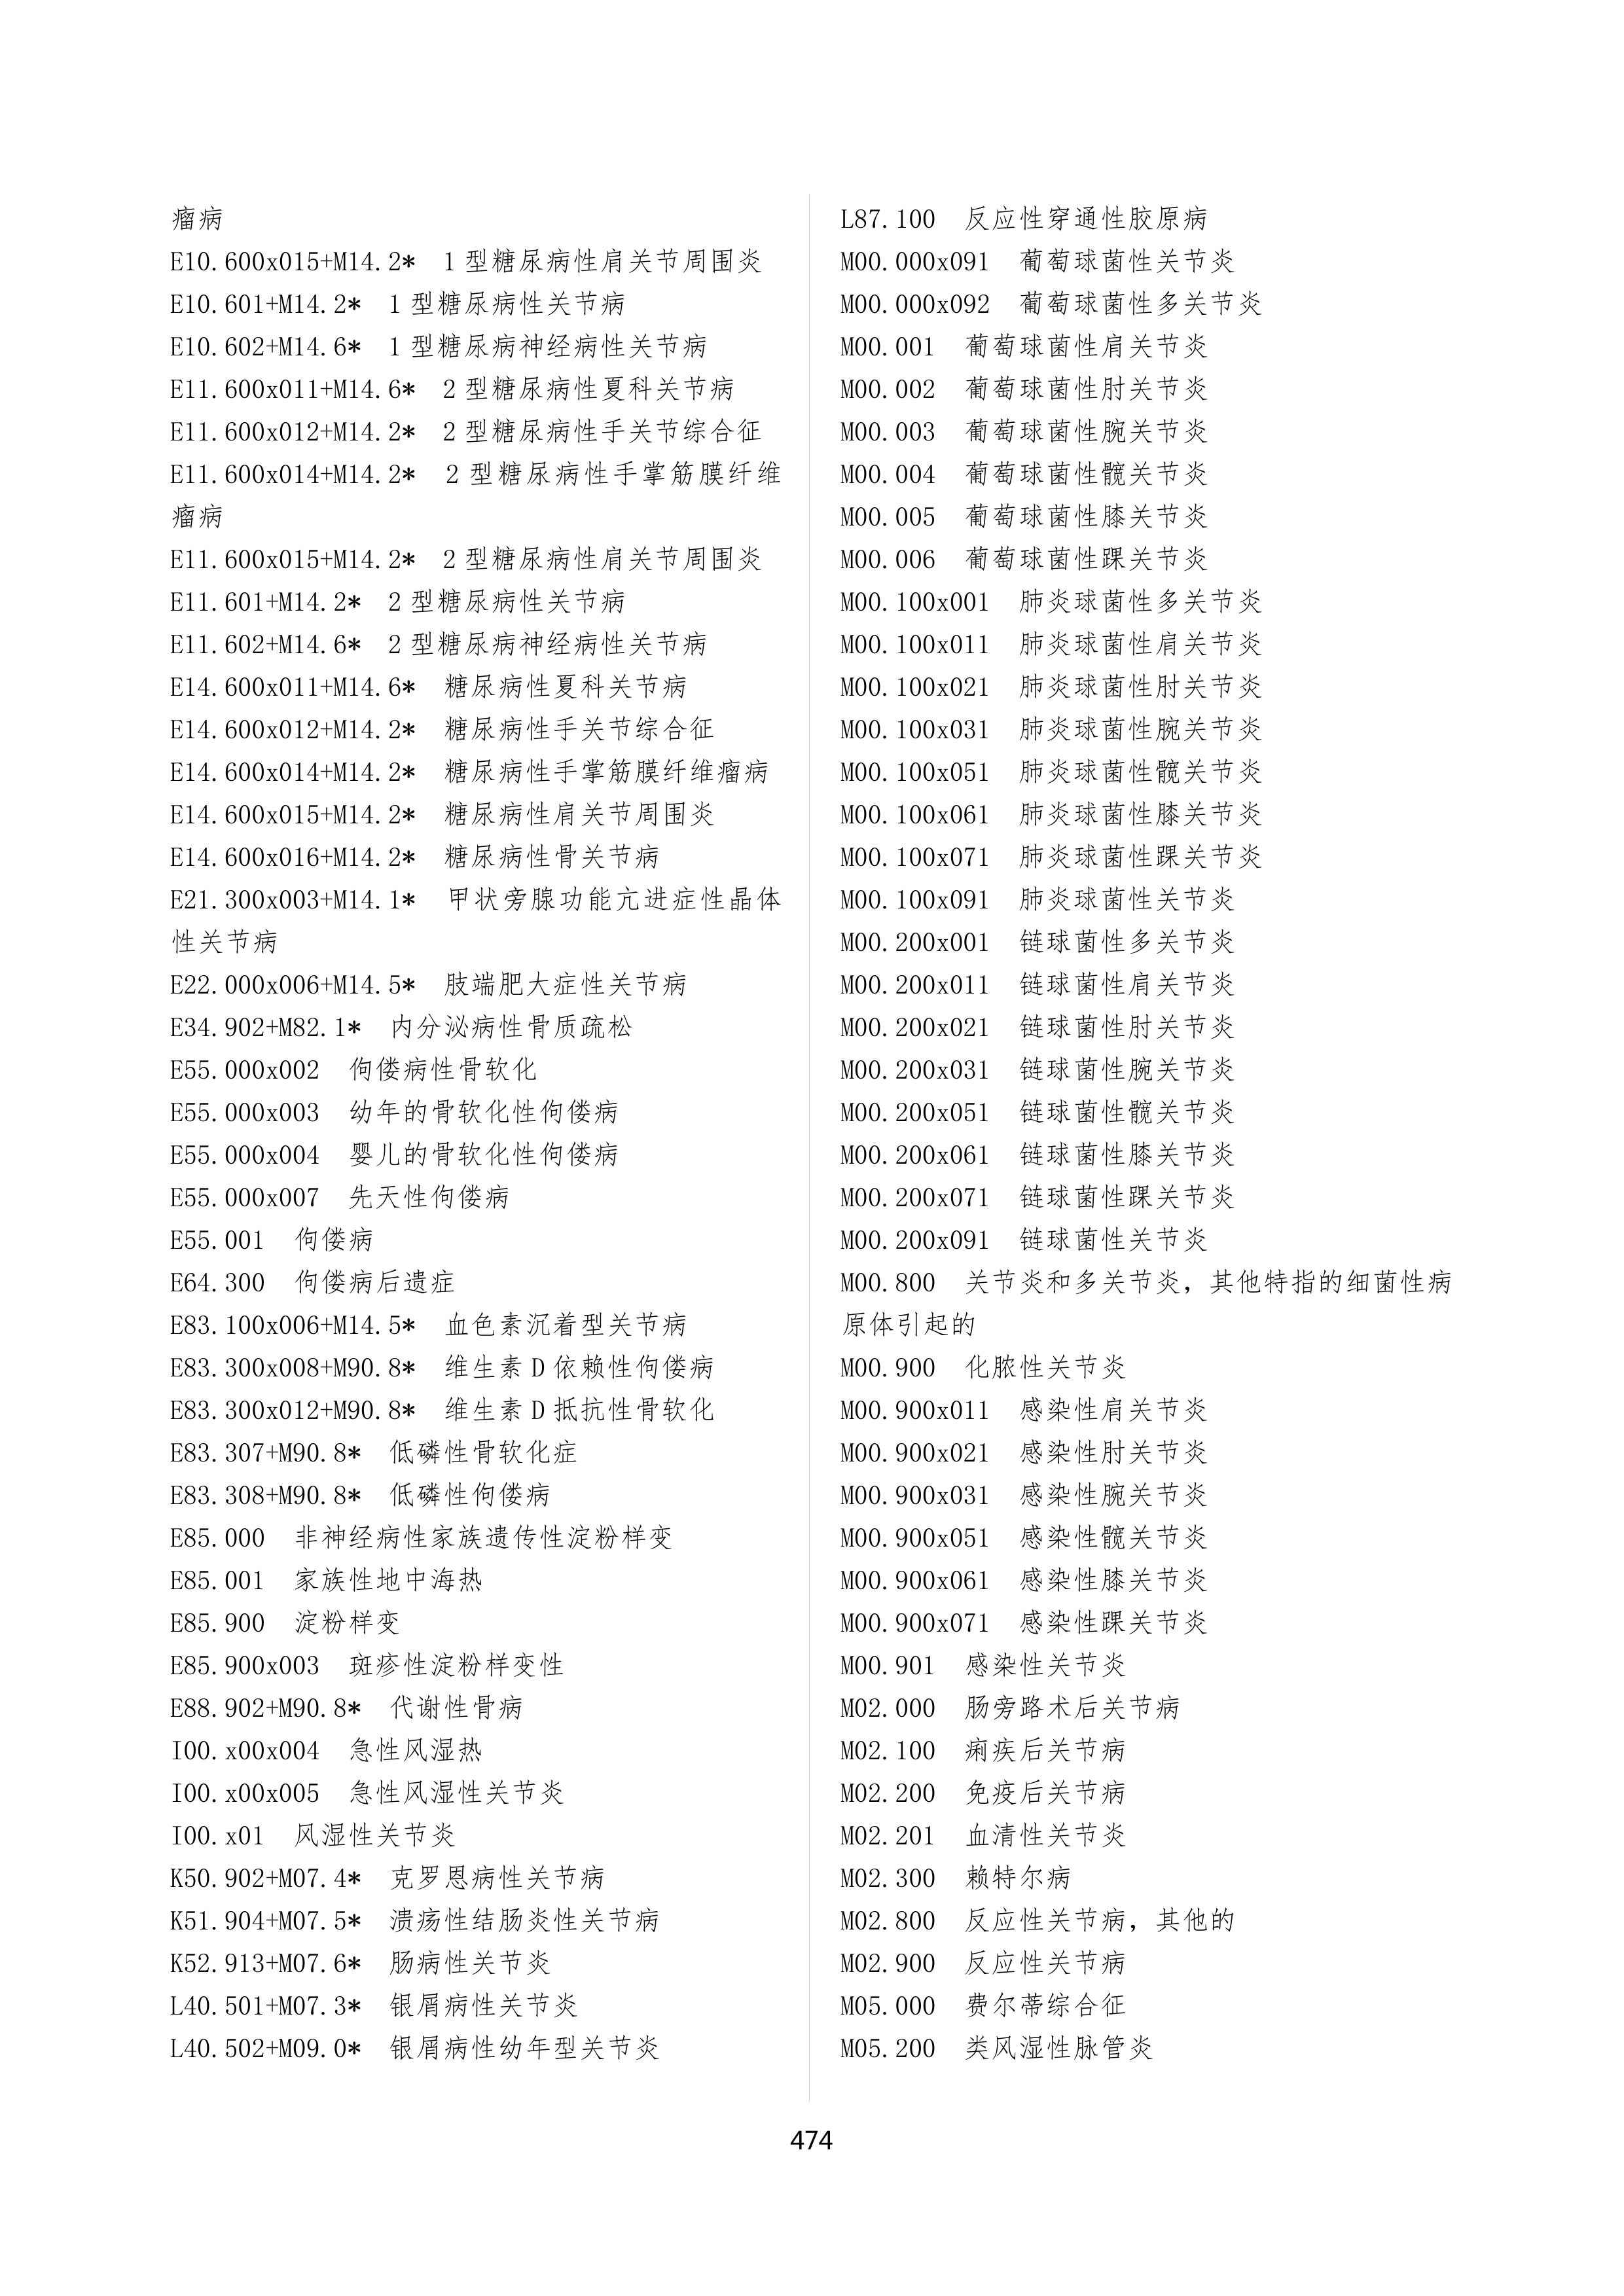 瘤病
E10.600x015+M14.2* 1 型糖尿病性肩关节周围炎
E10.601+M14.2* 1 型糖尿病性关节病
E10.602+M14.6* 1 型糖尿病神经病性关节病
E11.600x011+M14.6* 2 型糖尿病性夏科关节病
E11.600x012+M14.2* 2 型糖尿病性手关节综合征
E11.600x014+M14.2* 2 型糖尿病性手掌筋膜纤维
瘤病
E11.600x015+M14.2* 2 型糖尿病性肩关节周围炎
E11.601+M14.2* 2 型糖尿病性关节病
E11.602+M14.6* 2 型糖尿病神经病性关节病
E14.600x011+M14.6* 糖尿病性夏科关节病
E14.600x012+M14.2* 糖尿病性手关节综合征
E14.600x014+M14.2* 糖尿病性手掌筋膜纤维瘤病
E14.600x015+M14.2* 糖尿病性肩关节周围炎
E14.600x016+M14.2* 糖尿病性骨关节病
E21.300x003+M14.1* 甲状旁腺功能亢进症性晶体
性关节病
E22.000x006+M14.5* 肢端肥大症性关节病
E34.902+M82.1* 内分泌病性骨质疏松
E55.000x002 佝偻病性骨软化
E55.000x003 幼年的骨软化性佝偻病
E55.000x004 婴儿的骨软化性佝偻病
E55.000x007 先天性佝偻病
E55.001 佝偻病
E64.300 佝偻病后遗症
E83.100x006+M14.5* 血色素沉着型关节病
E83.300x008+M90.8* 维生素 D 依赖性佝偻病
E83.300x012+M90.8* 维生素 D 抵抗性骨软化
E83.307+M90.8* 低磷性骨软化症
E83.308+M90.8* 低磷性佝偻病
E85.000 非神经病性家族遗传性淀粉样变
E85.001 家族性地中海热
E85.900 淀粉样变
E85.900x003 斑疹性淀粉样变性
E88.902+M90.8* 代谢性骨病
I00.x00x004 急性风湿热
I00.x00x005 急性风湿性关节炎
I00.x01 风湿性关节炎
K50.902+M07.4* 克罗恩病性关节病
K51.904+M07.5* 溃疡性结肠炎性关节病
K52.913+M07.6* 肠病性关节炎
L40.501+M07.3* 银屑病性关节炎
L40.502+M09.0* 银屑病性幼年型关节炎
L87.100 反应性穿通性胶原病
M00.000x091 葡萄球菌性关节炎
M00.000x092 葡萄球菌性多关节炎
M00.001 葡萄球菌性肩关节炎
M00.002 葡萄球菌性肘关节炎
M00.003 葡萄球菌性腕关节炎
M00.004 葡萄球菌性髋关节炎
M00.005 葡萄球菌性膝关节炎
M00.006 葡萄球菌性踝关节炎
M00.100x001 肺炎球菌性多关节炎
M00.100x011 肺炎球菌性肩关节炎
M00.100x021 肺炎球菌性肘关节炎
M00.100x031 肺炎球菌性腕关节炎
M00.100x051 肺炎球菌性髋关节炎
M00.100x061 肺炎球菌性膝关节炎
M00.100x071 肺炎球菌性踝关节炎
M00.100x091 肺炎球菌性关节炎
M00.200x001 链球菌性多关节炎
M00.200x011 链球菌性肩关节炎
M00.200x021 链球菌性肘关节炎
M00.200x031 链球菌性腕关节炎
M00.200x051 链球菌性髋关节炎
M00.200x061 链球菌性膝关节炎
M00.200x071 链球菌性踝关节炎
M00.200x091 链球菌性关节炎
M00.800 关节炎和多关节炎，其他特指的细菌性病
原体引起的
M00.900 化脓性关节炎
M00.900x011 感染性肩关节炎
M00.900x021 感染性肘关节炎
M00.900x031 感染性腕关节炎
M00.900x051 感染性髋关节炎
M00.900x061 感染性膝关节炎
M00.900x071 感染性踝关节炎
M00.901 感染性关节炎
M02.000 肠旁路术后关节病
M02.100 痢疾后关节病
M02.200 免疫后关节病
M02.201 血清性关节炎
M02.300 赖特尔病
M02.800 反应性关节病，其他的
M02.900 反应性关节病
M05.000 费尔蒂综合征
M05.200 类风湿性脉管炎
474